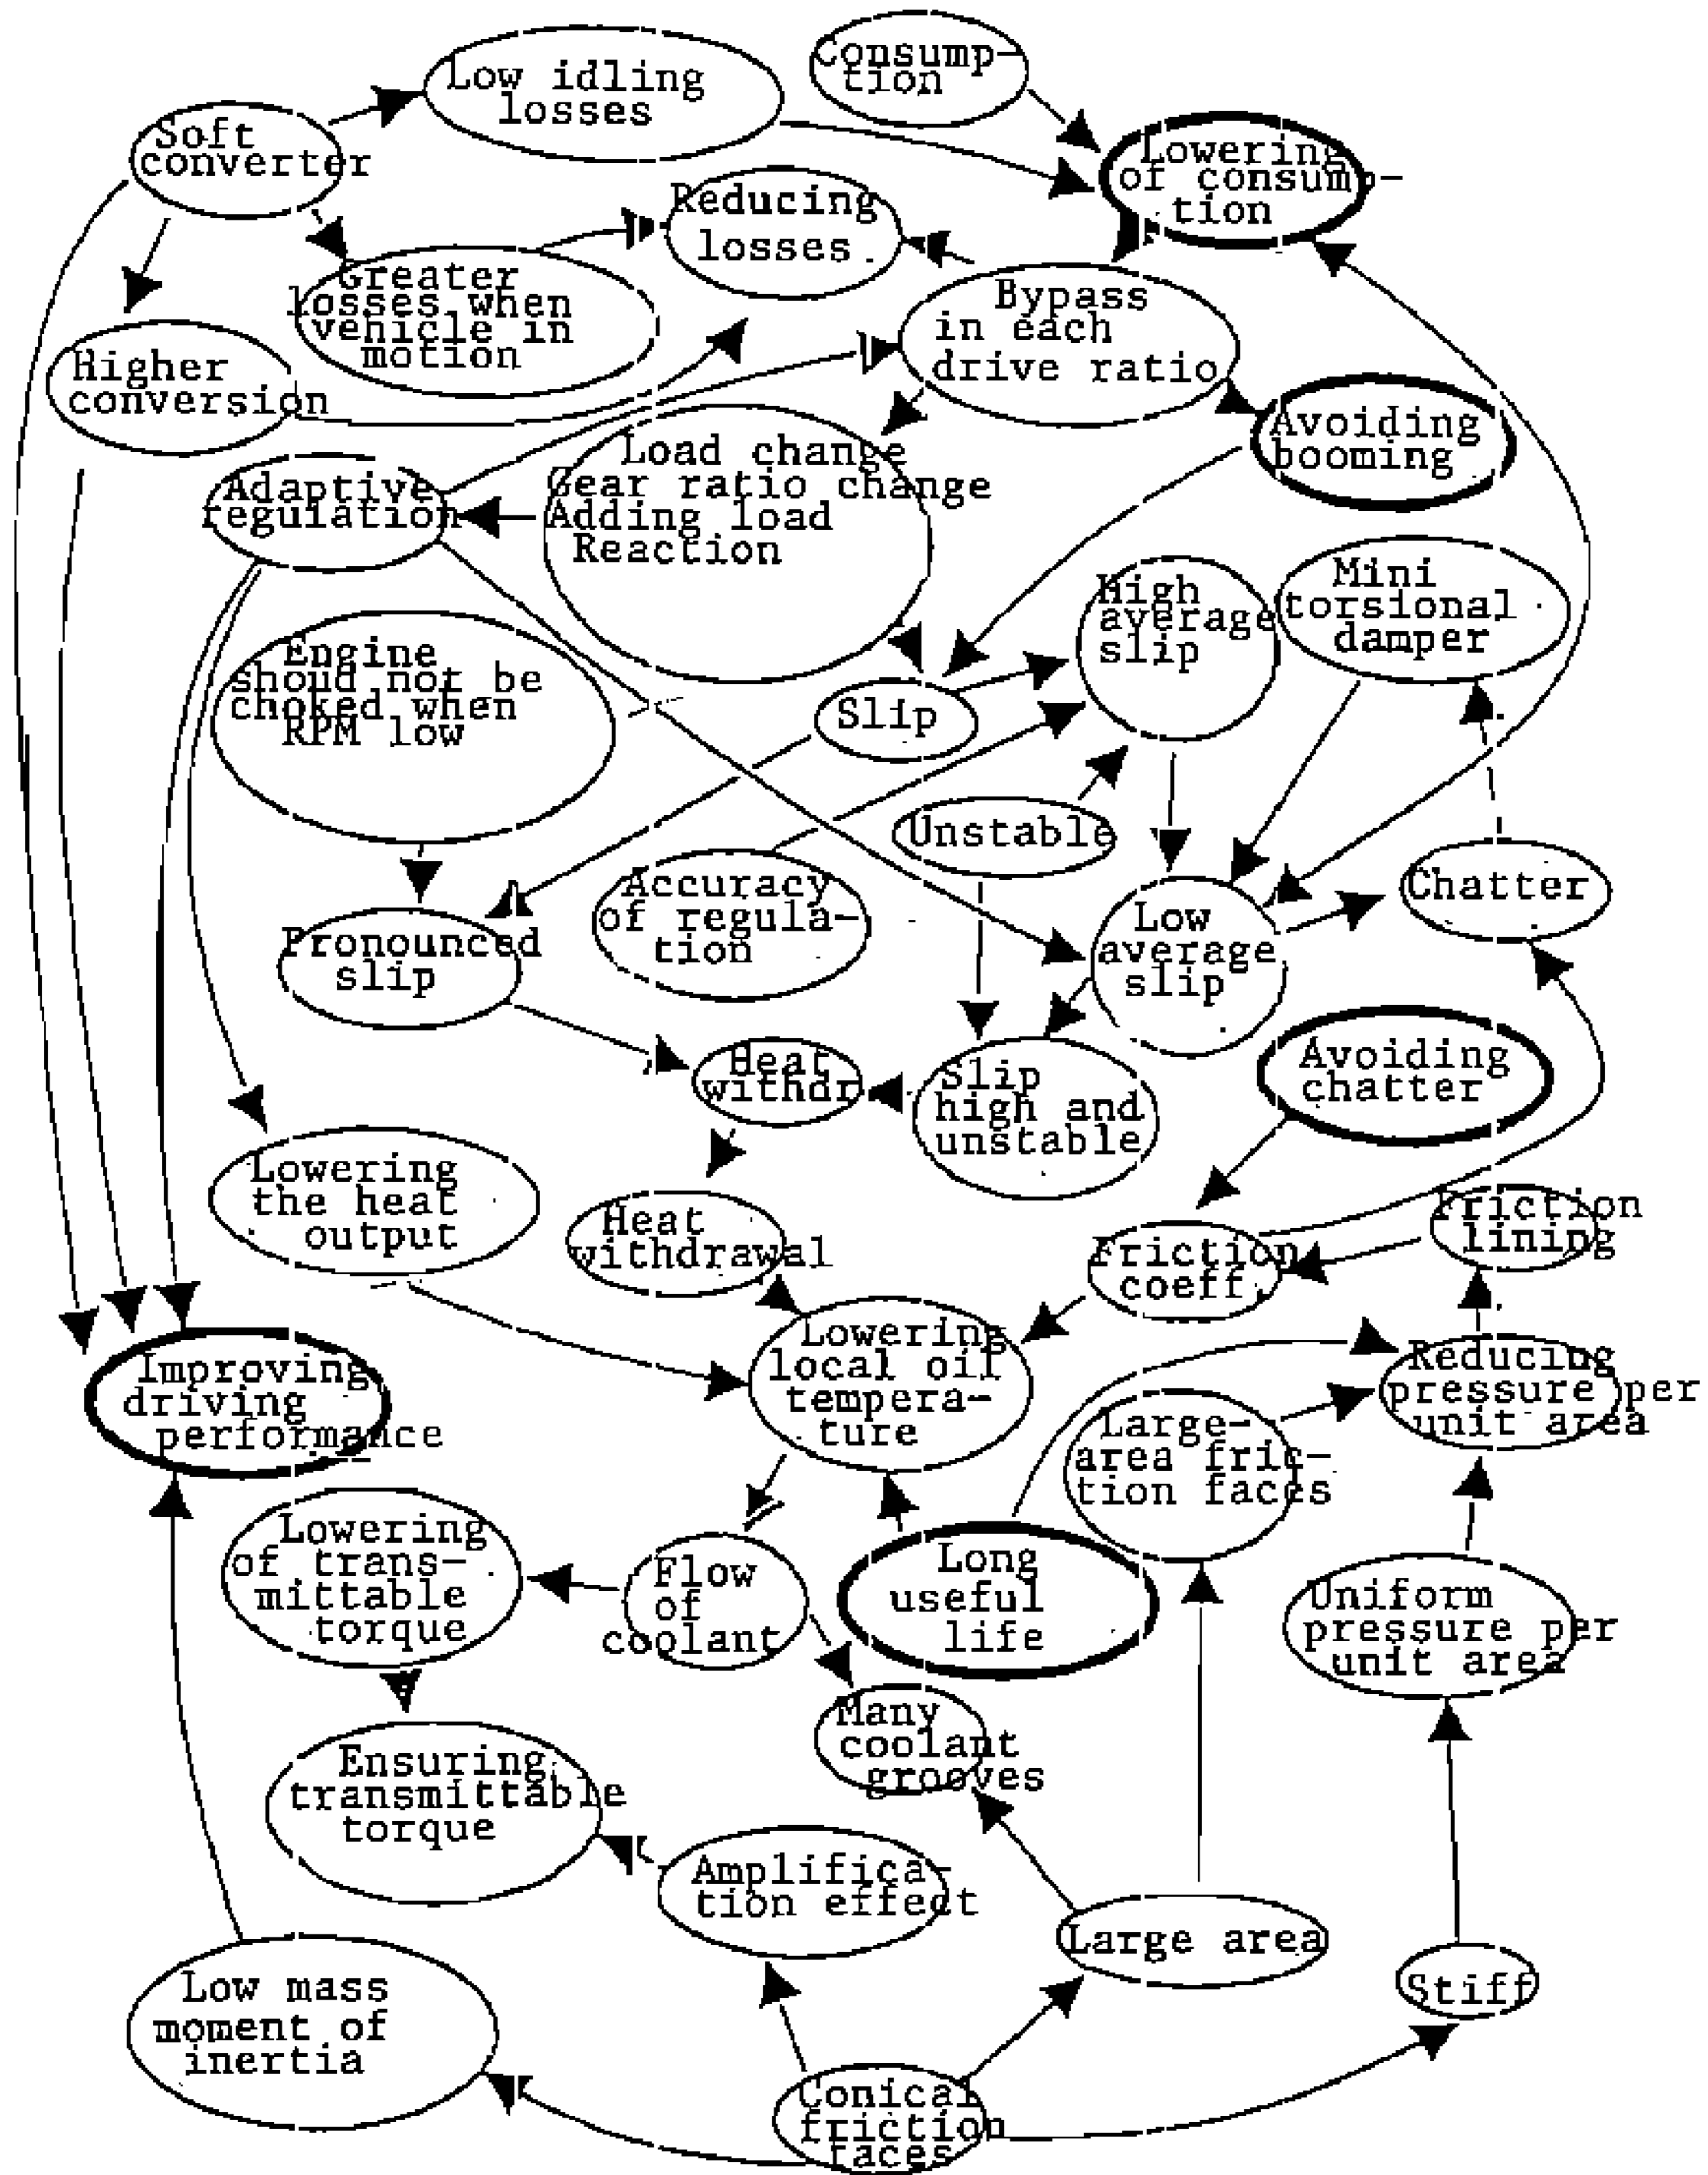 Consump-
tion
Low idling
losses
Soft
converter
Lowering
of consump-
tion
Reducing
losses
Greater
losses when
vehicle in
motion
Bypass
in each
drive ratio
Higher
conversion
Avoiding
booming
Load change
Gear ratio change
Adding load
Reaction
Adaptive
regulation
Mini
torsional
damper
High
average
slip
Engine
shoud not be
choked when
RPM low
Slip
Unstable
Accuracy
of regula-
tion
Chatter
Low
average
slip
Pronounced
slip
Avoiding
chatter
Heat
withdr.
Slip
high and
unstable
Lowering
the heat
output
Heat
withdrawal
Friction
lining
Friction
coeff.
Lowering
local oil
tempera-
ture
Improving
driving
performance
Reducing
pressure per
unit area
Large-
area fric-
tion faces
Lowering
of trans-
mittable
torque
Flow
of
coolant
Long
useful
life
Uniform
pressure per
unit area
Many
coolant
grooves
Ensuring
transmittable
torque
Amplifica-
tion effect
Large area
Low mass
moment of
inertia
Stiff
Conical
friction
faces